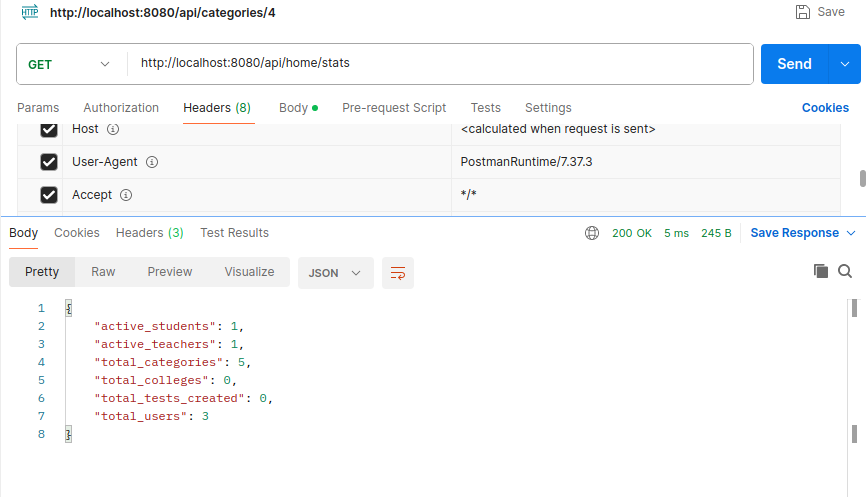 HTTP http://localhost:8080/api/categories/4 Save
GET http://localhost:8080/api/home/stats Send
Params Authorization Headers (8) Body Pre-request Script Tests Settings Cookies
Host <calculated when request is sent>
User-Agent PostmanRuntime/7.37.3
Accept */*
Body Cookies Headers (3) Test Results 200 OK 5 ms 245 B Save Response
Pretty Raw Preview Visualize JSON
1 {
2 "active_students": 1,
3 "active_teachers": 1,
4 "total_categories": 5,
5 "total_colleges": 0,
6 "total_tests_created": 0,
7 "total_users": 3
8 }